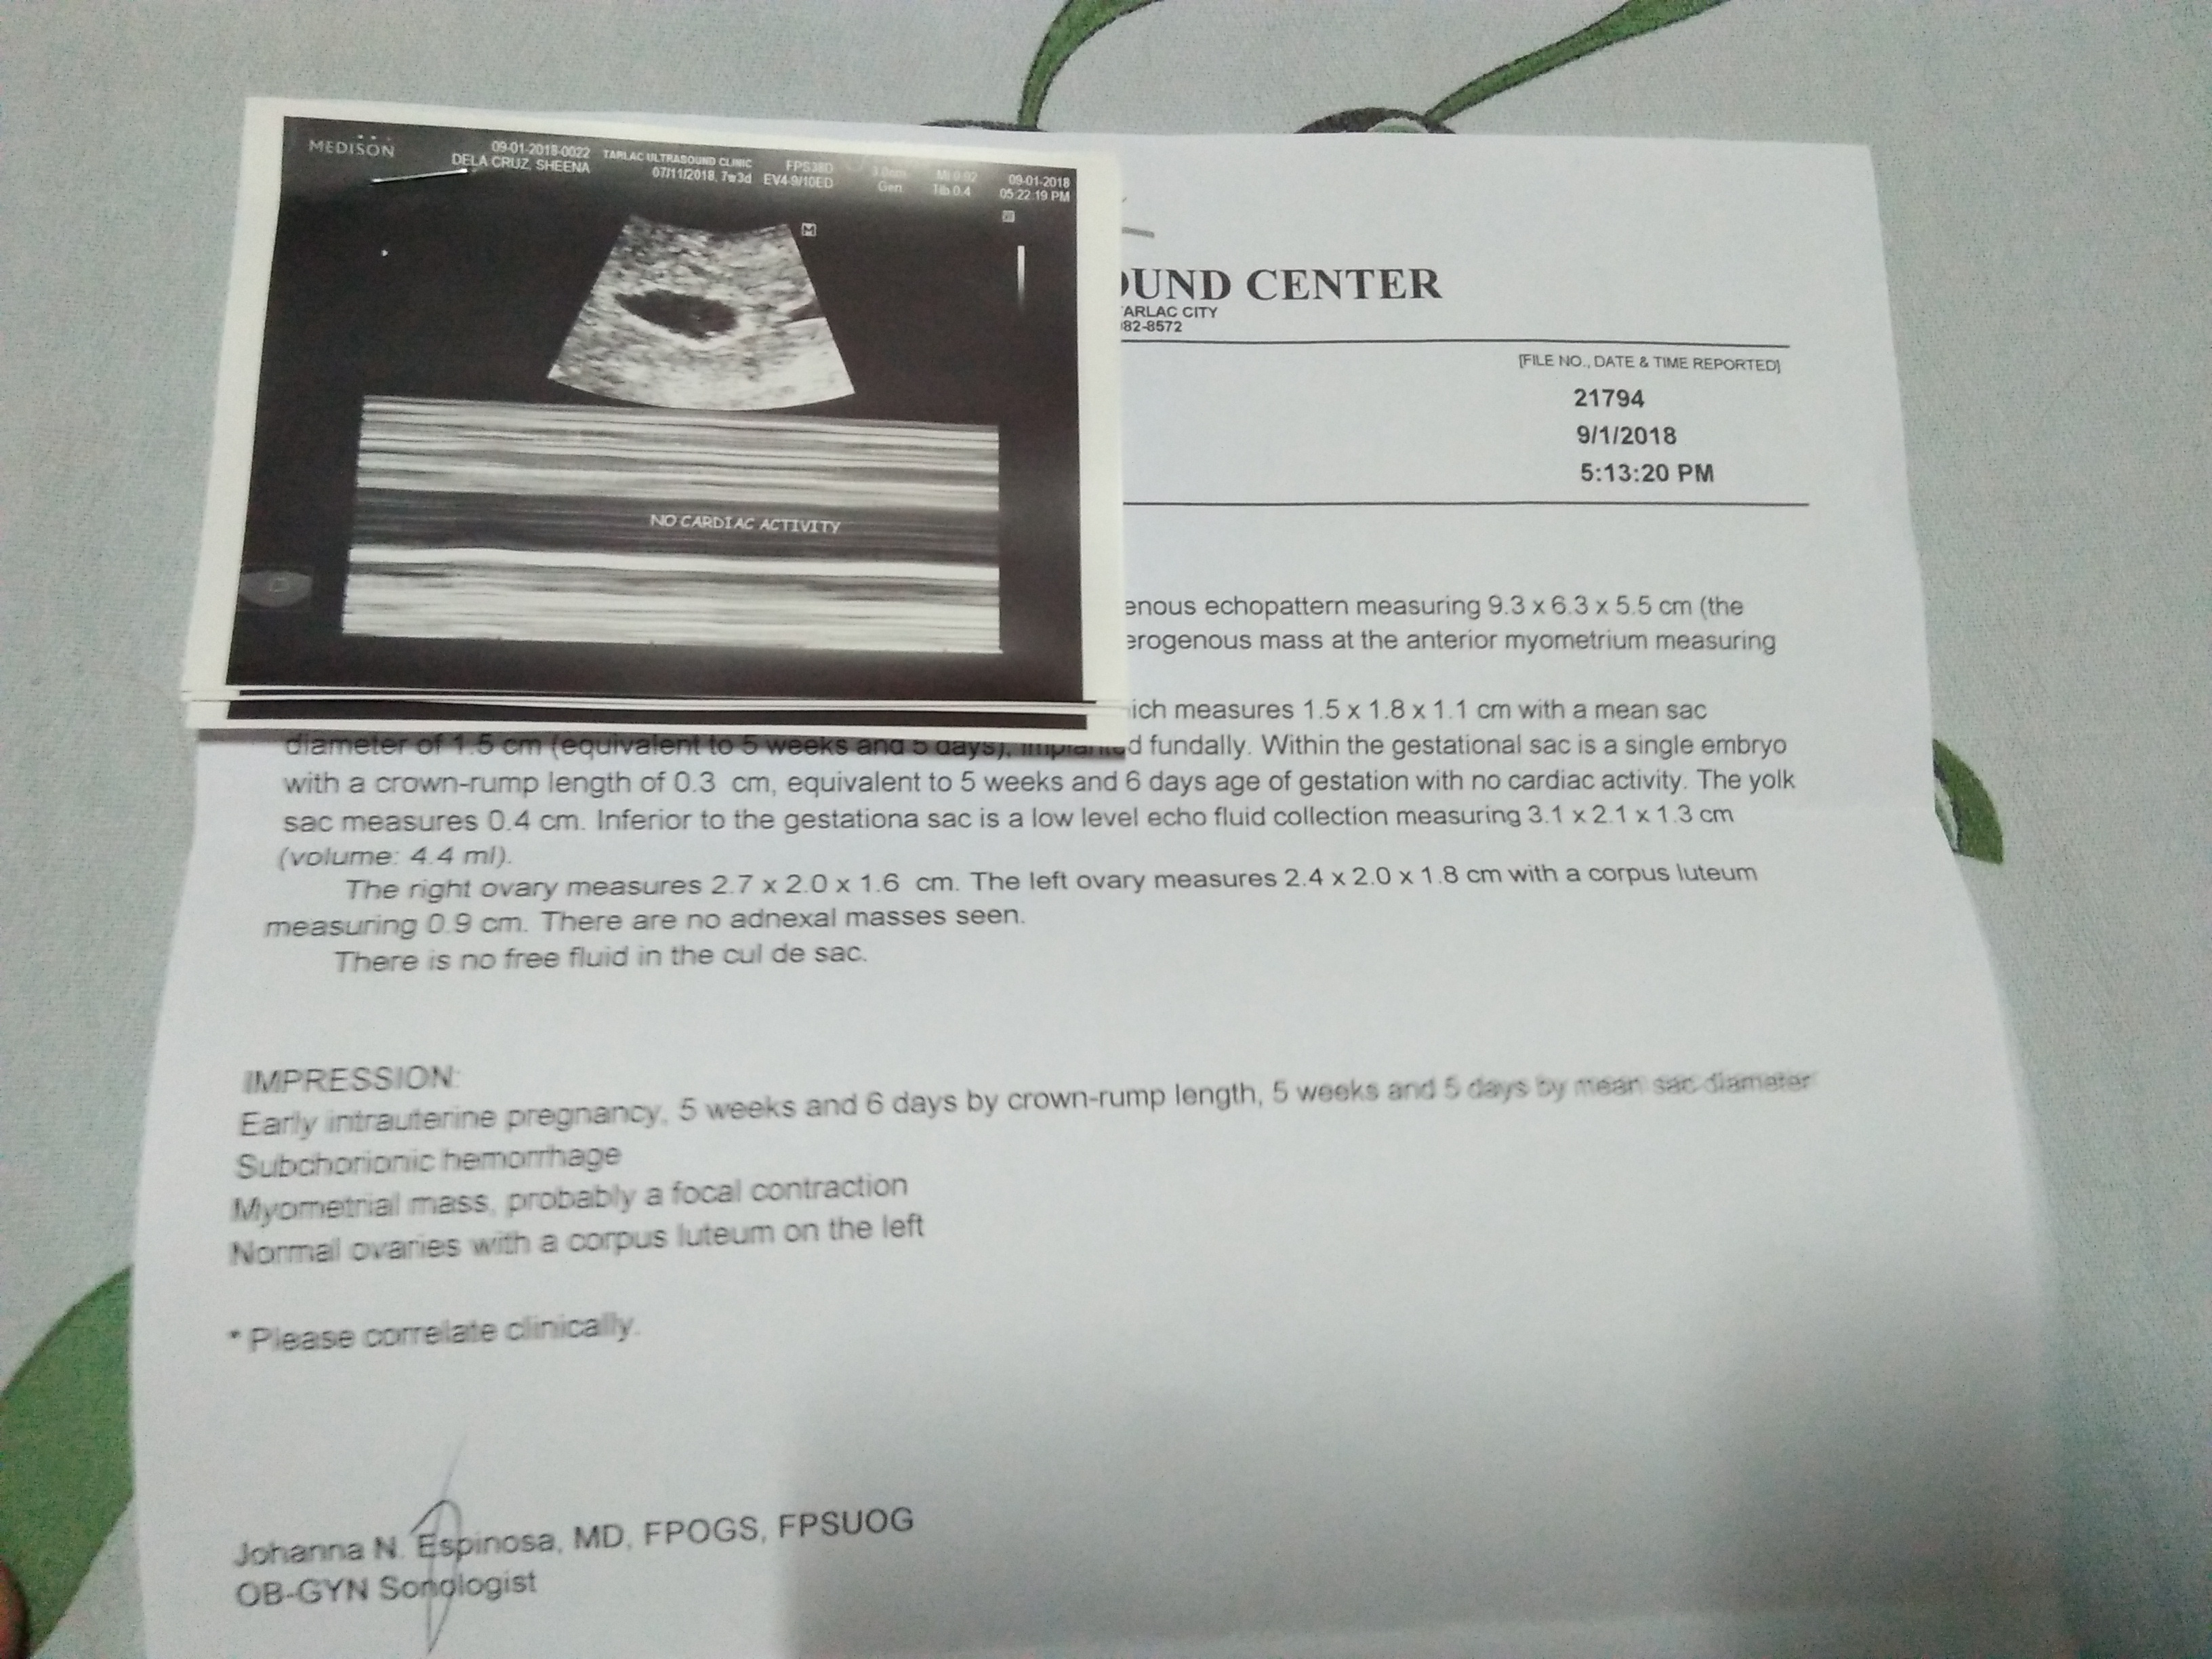 MEDISON
09-01-2018-0022 TARLAC ULTRASOUND CLINIC FPS38D 3.0cm MI 0.92 09-01-2018
DELA CRUZ, SHEENA 07/11/2018, 7w3d EV4-9/10ED Gen TIb 0.4 05:22:19 PM
M
NO CARDIAC ACTIVITY
OUND CENTER
TARLAC CITY
982-8572
[FILE NO., DATE & TIME REPORTED]
21794
9/1/2018
5:13:20 PM
enous echopattern measuring 9.3 x 6.3 x 5.5 cm (the
erogenous mass at the anterior myometrium measuring
ich measures 1.5 x 1.8 x 1.1 cm with a mean sac
diameter of 1.5 cm (equivalent to 5 weeks and 5 days), implanted fundally. Within the gestational sac is a single embryo
with a crown-rump length of 0.3 cm, equivalent to 5 weeks and 6 days age of gestation with no cardiac activity. The yolk
sac measures 0.4 cm. Inferior to the gestationa sac is a low level echo fluid collection measuring 3.1 x 2.1 x 1.3 cm
(volume: 4.4 ml).
The right ovary measures 2.7 x 2.0 x 1.6 cm. The left ovary measures 2.4 x 2.0 x 1.8 cm with a corpus luteum
measuring 0.9 cm. There are no adnexal masses seen.
There is no free fluid in the cul de sac.
IMPRESSION:
Early intrauterine pregnancy, 5 weeks and 6 days by crown-rump length, 5 weeks and 5 days by mean sac diameter
Subchorionic hemorrhage
Myometrial mass, probably a focal contraction
Normal ovaries with a corpus luteum on the left
* Please correlate clinically.
Johanna N. Espinosa, MD, FPOGS, FPSUOG
OB-GYN Sonologist